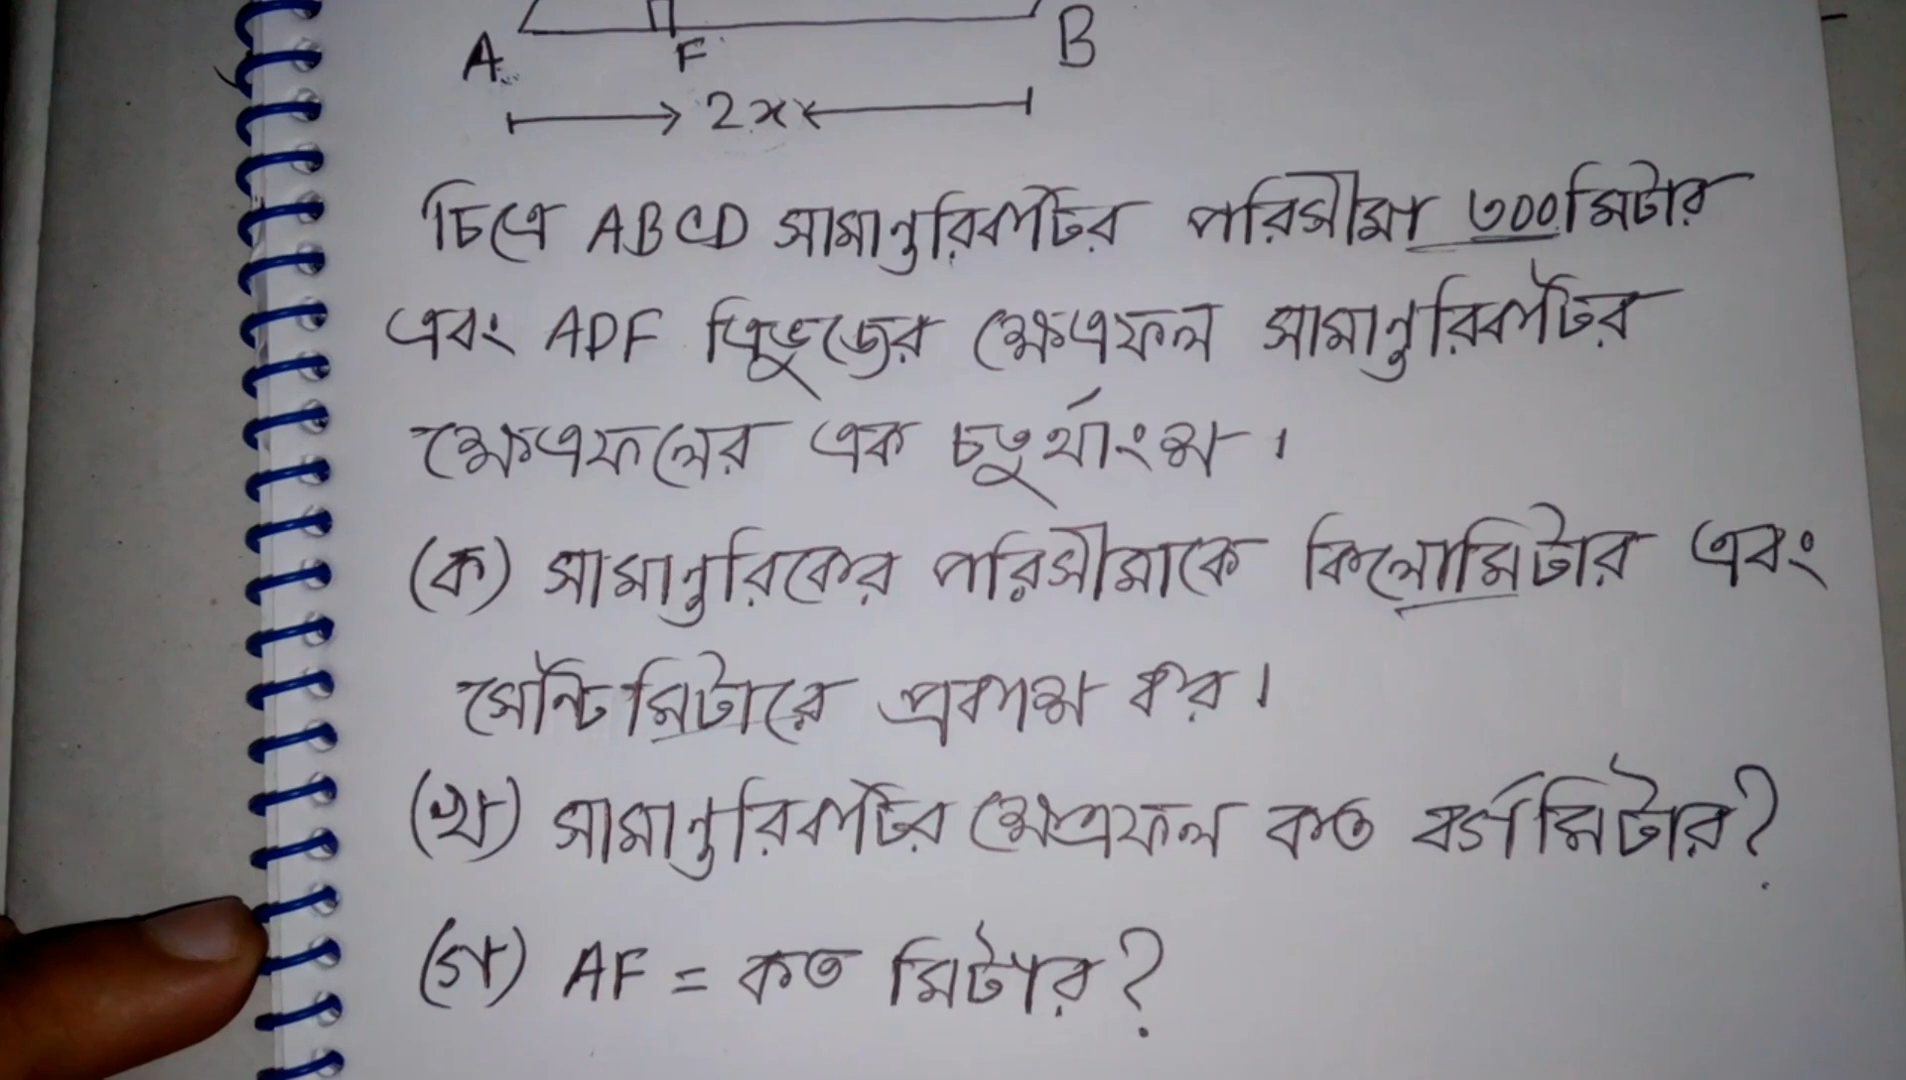 A F B
2x
চিত্রে ABCD সামান্তরিকটির পরিসীমা ৩00মিটার
এবং ADF ত্রিভুজের ক্ষেত্রফল সামান্তরিকটির
ক্ষেত্রফলের এক চতুর্থাংশ।
(ক) সামান্তরিকের পরিসীমাকে কিলোমিটার এবং
সেন্টিমিটারে প্রকাশ কর।
(খ) সামান্তরিকটির ক্ষেত্রফল কত বর্গমিটার?
(গ) AF = কত মিটার?